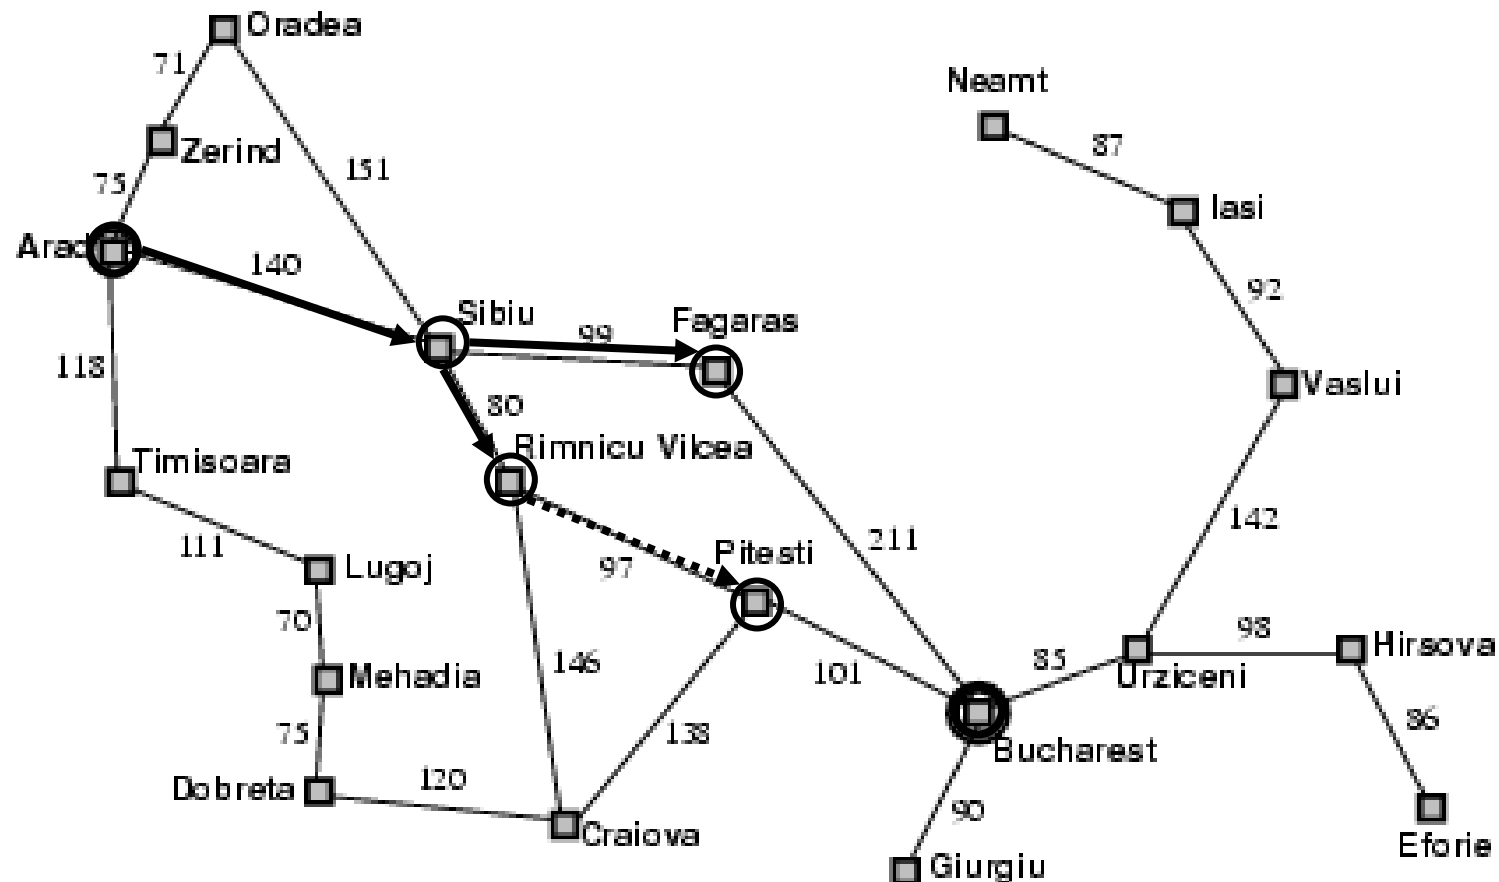 Oradea
71
Neamt
Zerind
87
151
75
Iasi
Arad
140
92
Sibiu
Fagaras
99
118
Vaslui
80
Rimnicu Vilcea
Timisoara
142
211
111
Pitesti
97
Lugoj
70
98
Hirsova
146
85
101
Mehadia
Urziceni
86
75
138
Bucharest
Dobreta
120
90
Craiova
Eforie
Giurgiu